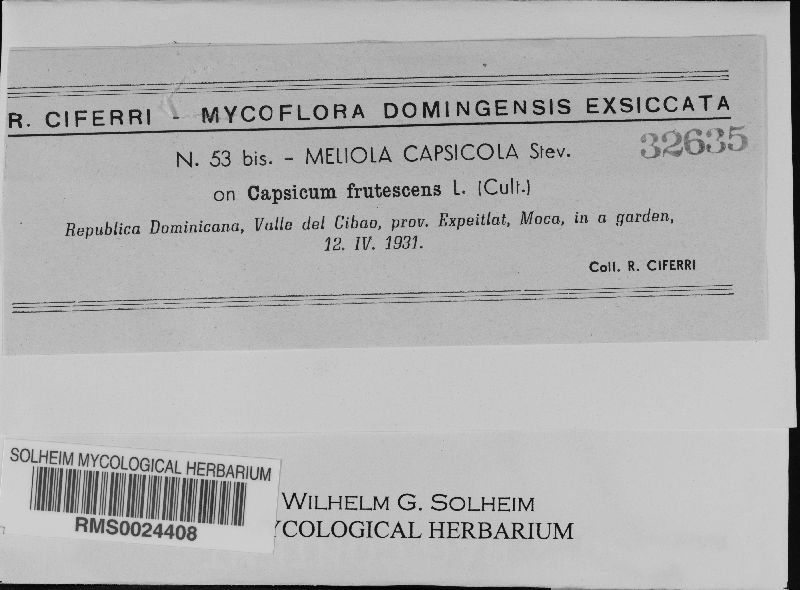 R. CIFERRI - MYCOFLORA DOMINGENSIS EXSICCATA
N. 53 bis. - MELIOLA CAPSICOLA Stev.
32635
on Capsicum frutescens L. (Cult.)
Republica Dominicana, Valle del Cibao, prov. Expeitlat, Moca, in a garden,
12. IV. 1931.
Coll. R. CIFERRI
SOLHEIM MYCOLOGICAL HERBARIUM
RMS0024408
WILHELM G. SOLHEIM
YCOLOGICAL HERBARIUM